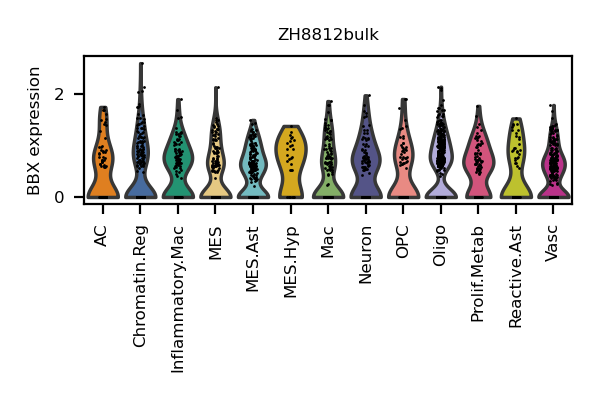 ZH8812bulk
BBX expression
2
0
AC
Chromatin.Reg
Inflammatory.Mac
MES
MES.Ast
MES.Hyp
Mac
Neuron
OPC
Oligo
Prolif.Metab
Reactive.Ast
Vasc